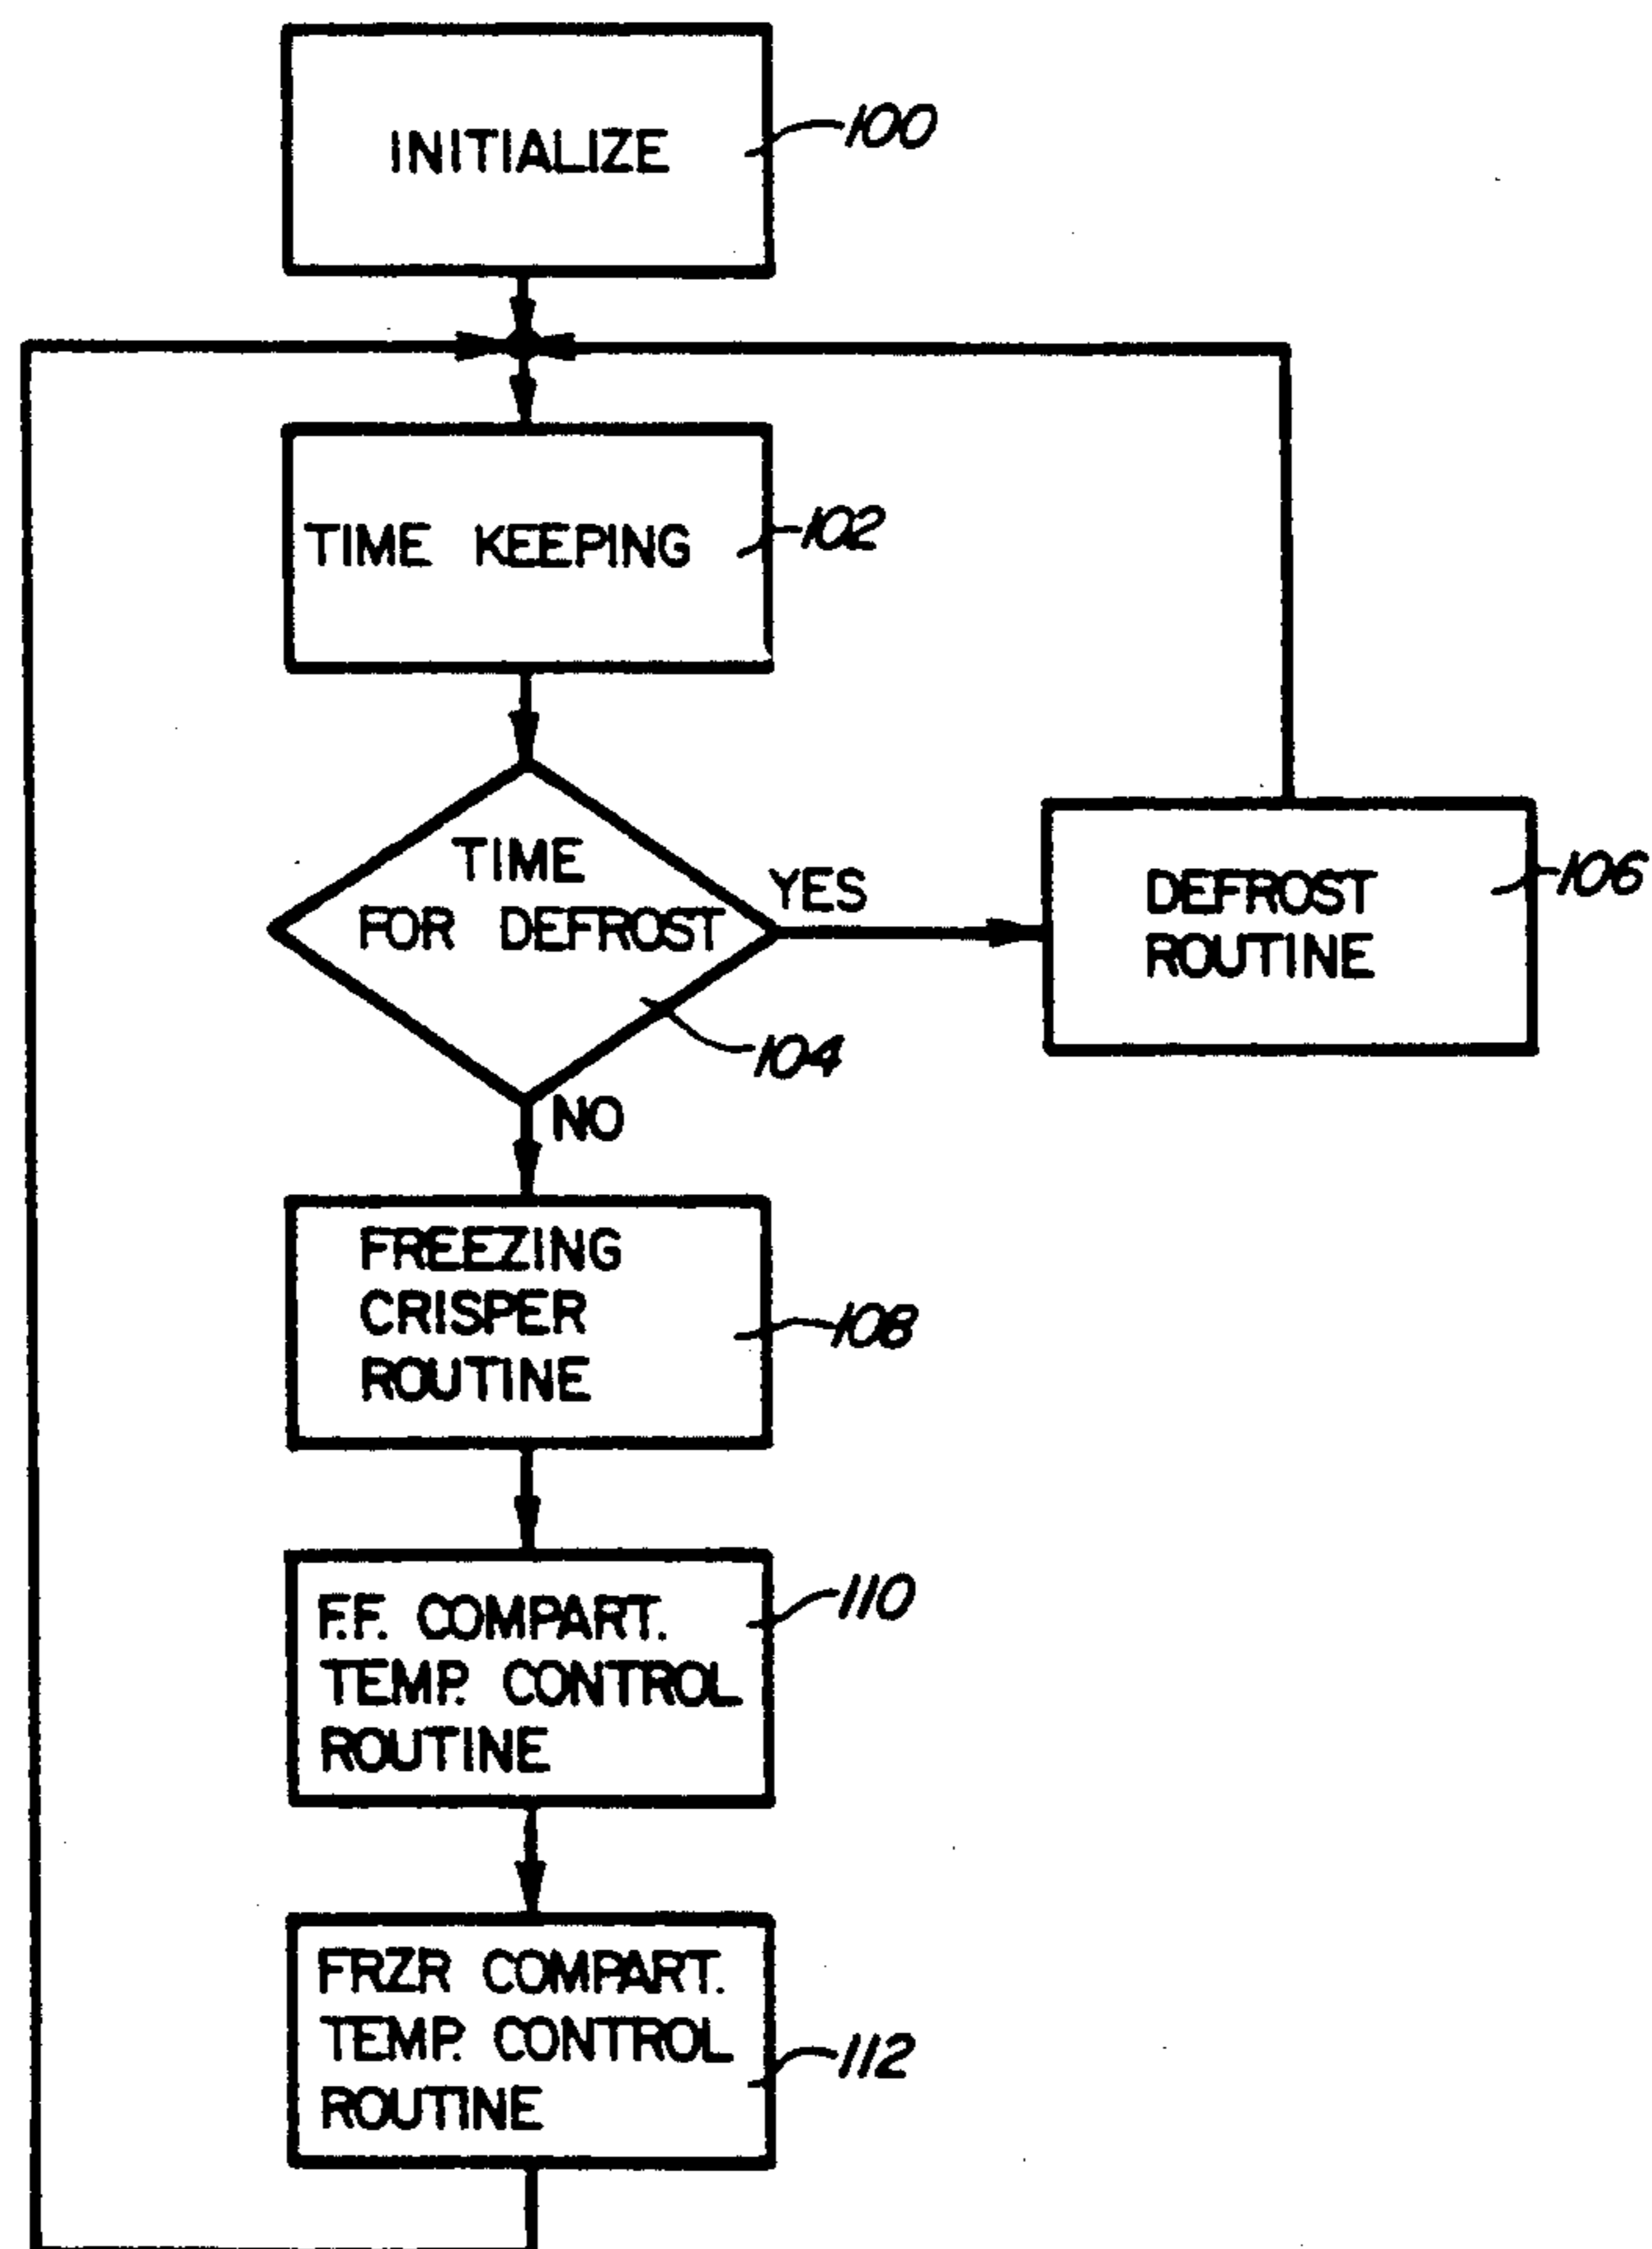 INITIALIZE
100
TIME KEEPING
102
TIME
FOR DEFROST
YES
104
NO
DEFROST
ROUTINE
106
FREEZING
CRISPER
ROUTINE
108
F.F. COMPART.
TEMP. CONTROL
ROUTINE
110
FRZR COMPART.
TEMP. CONTROL
ROUTINE
112